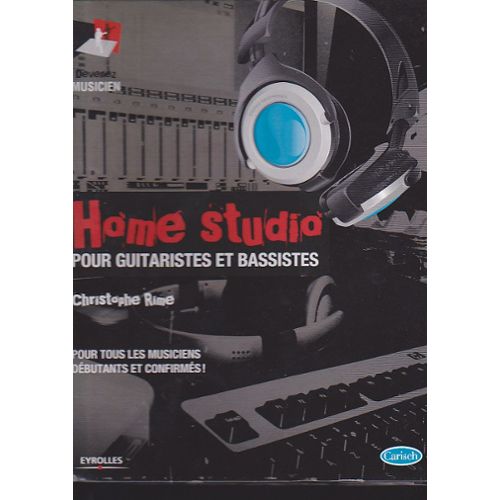 Devenez
MUSICIEN
Home studio
POUR GUITARISTES ET BASSISTES
Christophe Rime
POUR TOUS LES MUSICIENS
DÉBUTANTS ET CONFIRMÉS !
EYROLLES
Carisch